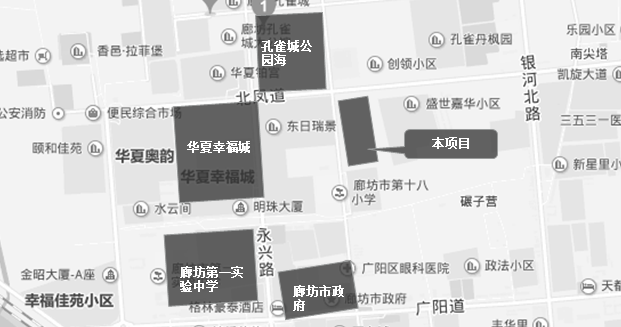 廊坊孔雀城
1
乐园小区
孔雀城公
园海
香邑·拉菲堡
孔雀丹枫园
南尖塔
创领小区
凯旋大道
银河北路
北凤道
盛世嘉华小区
公安消防
便民综合市场
东日瑞景
三五三一医
本项目
颐和佳苑
华夏奥韵
华夏幸福城
华夏幸福城
新星里小
廊坊市第十八
小学
碾子营
水云间
明珠大厦
永兴路
廊坊第一实
验中学
金昭大厦-A座
广阳区眼科医院
政法小区
天都
幸福佳苑小区
格林豪泰酒店
廊坊市政
府
廊坊市政府
广阳道
丰华里